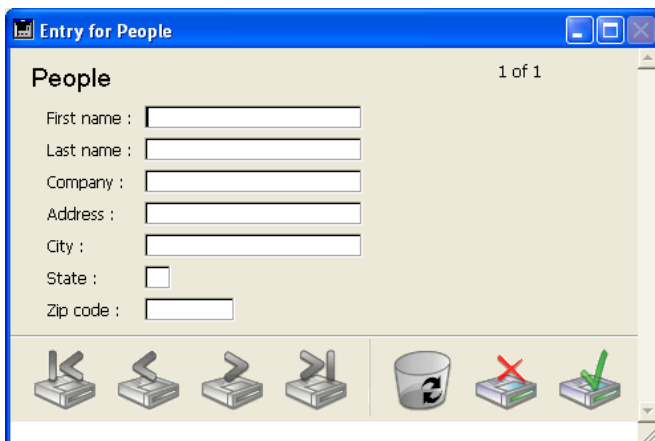 Entry for People
People
1 of 1
First name :
Last name :
Company :
Address :
City :
State :
Zip code :